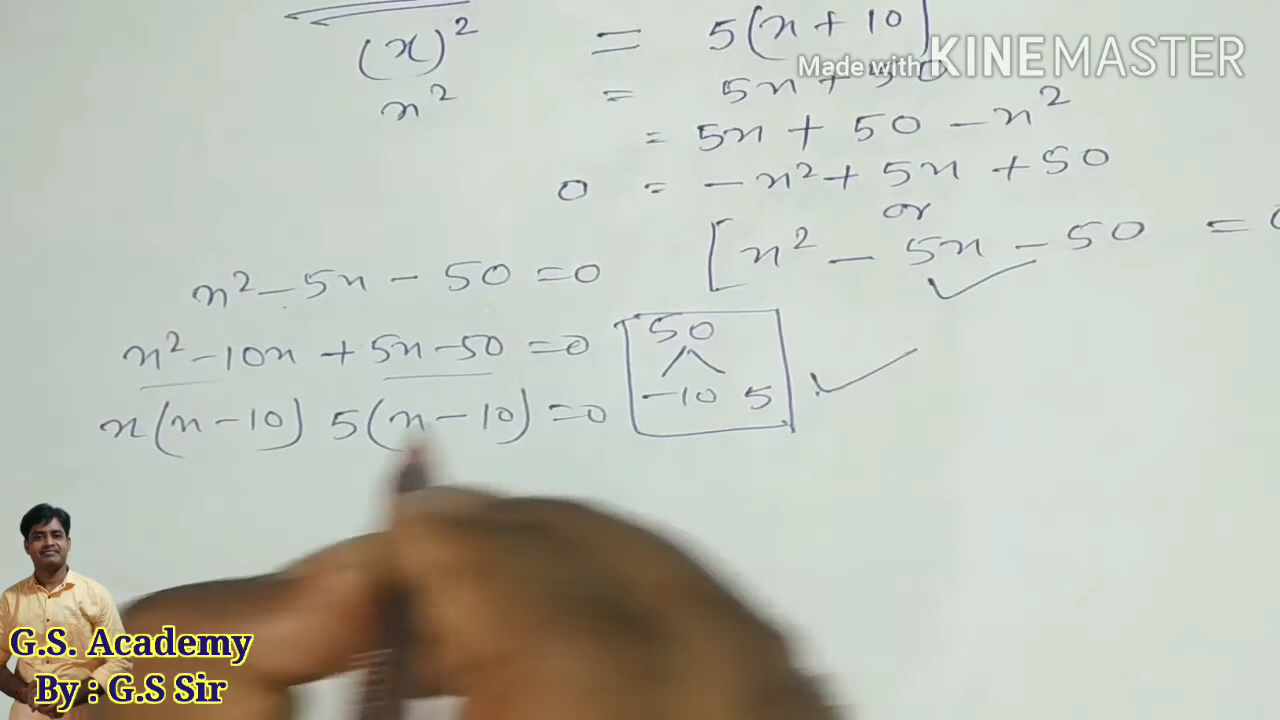 (x)² = 5(x + 10)
Made with KINEMASTER
x² = 5x + 50
= 5x + 50 - x²
0 = -x² + 5x + 50
or
[x² - 5x - 50 = 0
x² - 5x - 50 = 0
x² - 10x + 5x - 50 = 0
50
-10 5
x(x - 10) 5(x - 10) = 0
G.S. Academy
By : G.S Sir